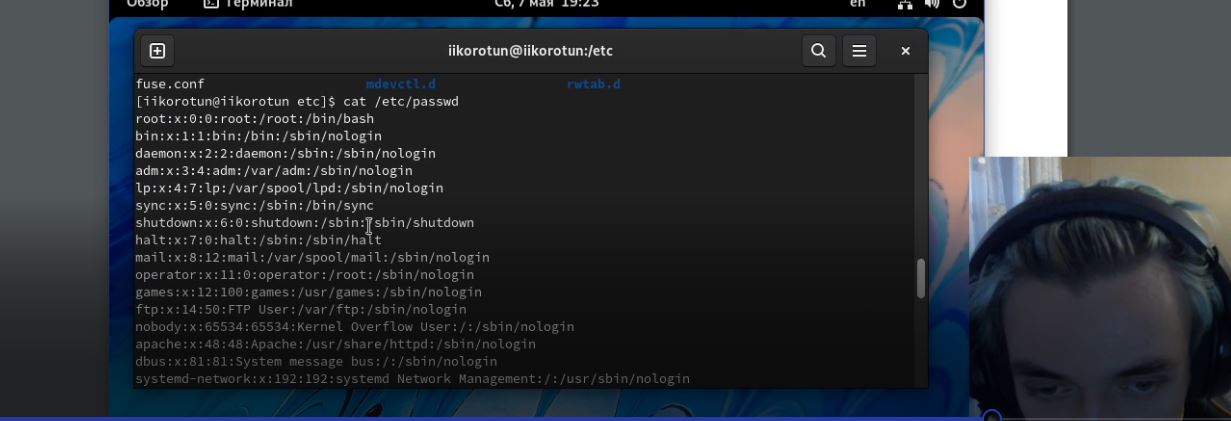 Обзор Терминал Сб, 7 мая 19:23 en
iikorotun@iikorotun:/etc
fuse.conf mdevctl.d rwtab.d
[iikorotun@iikorotun etc]$ cat /etc/passwd
root:x:0:0:root:/root:/bin/bash
bin:x:1:1:bin:/bin:/sbin/nologin
daemon:x:2:2:daemon:/sbin:/sbin/nologin
adm:x:3:4:adm:/var/adm:/sbin/nologin
lp:x:4:7:lp:/var/spool/lpd:/sbin/nologin
sync:x:5:0:sync:/sbin:/bin/sync
shutdown:x:6:0:shutdown:/sbin:/sbin/shutdown
halt:x:7:0:halt:/sbin:/sbin/halt
mail:x:8:12:mail:/var/spool/mail:/sbin/nologin
operator:x:11:0:operator:/root:/sbin/nologin
games:x:12:100:games:/usr/games:/sbin/nologin
ftp:x:14:50:FTP User:/var/ftp:/sbin/nologin
nobody:x:65534:65534:Kernel Overflow User:/:/sbin/nologin
apache:x:48:48:Apache:/usr/share/httpd:/sbin/nologin
dbus:x:81:81:System message bus:/:/sbin/nologin
systemd-network:x:192:192:systemd Network Management:/:/usr/sbin/nologin